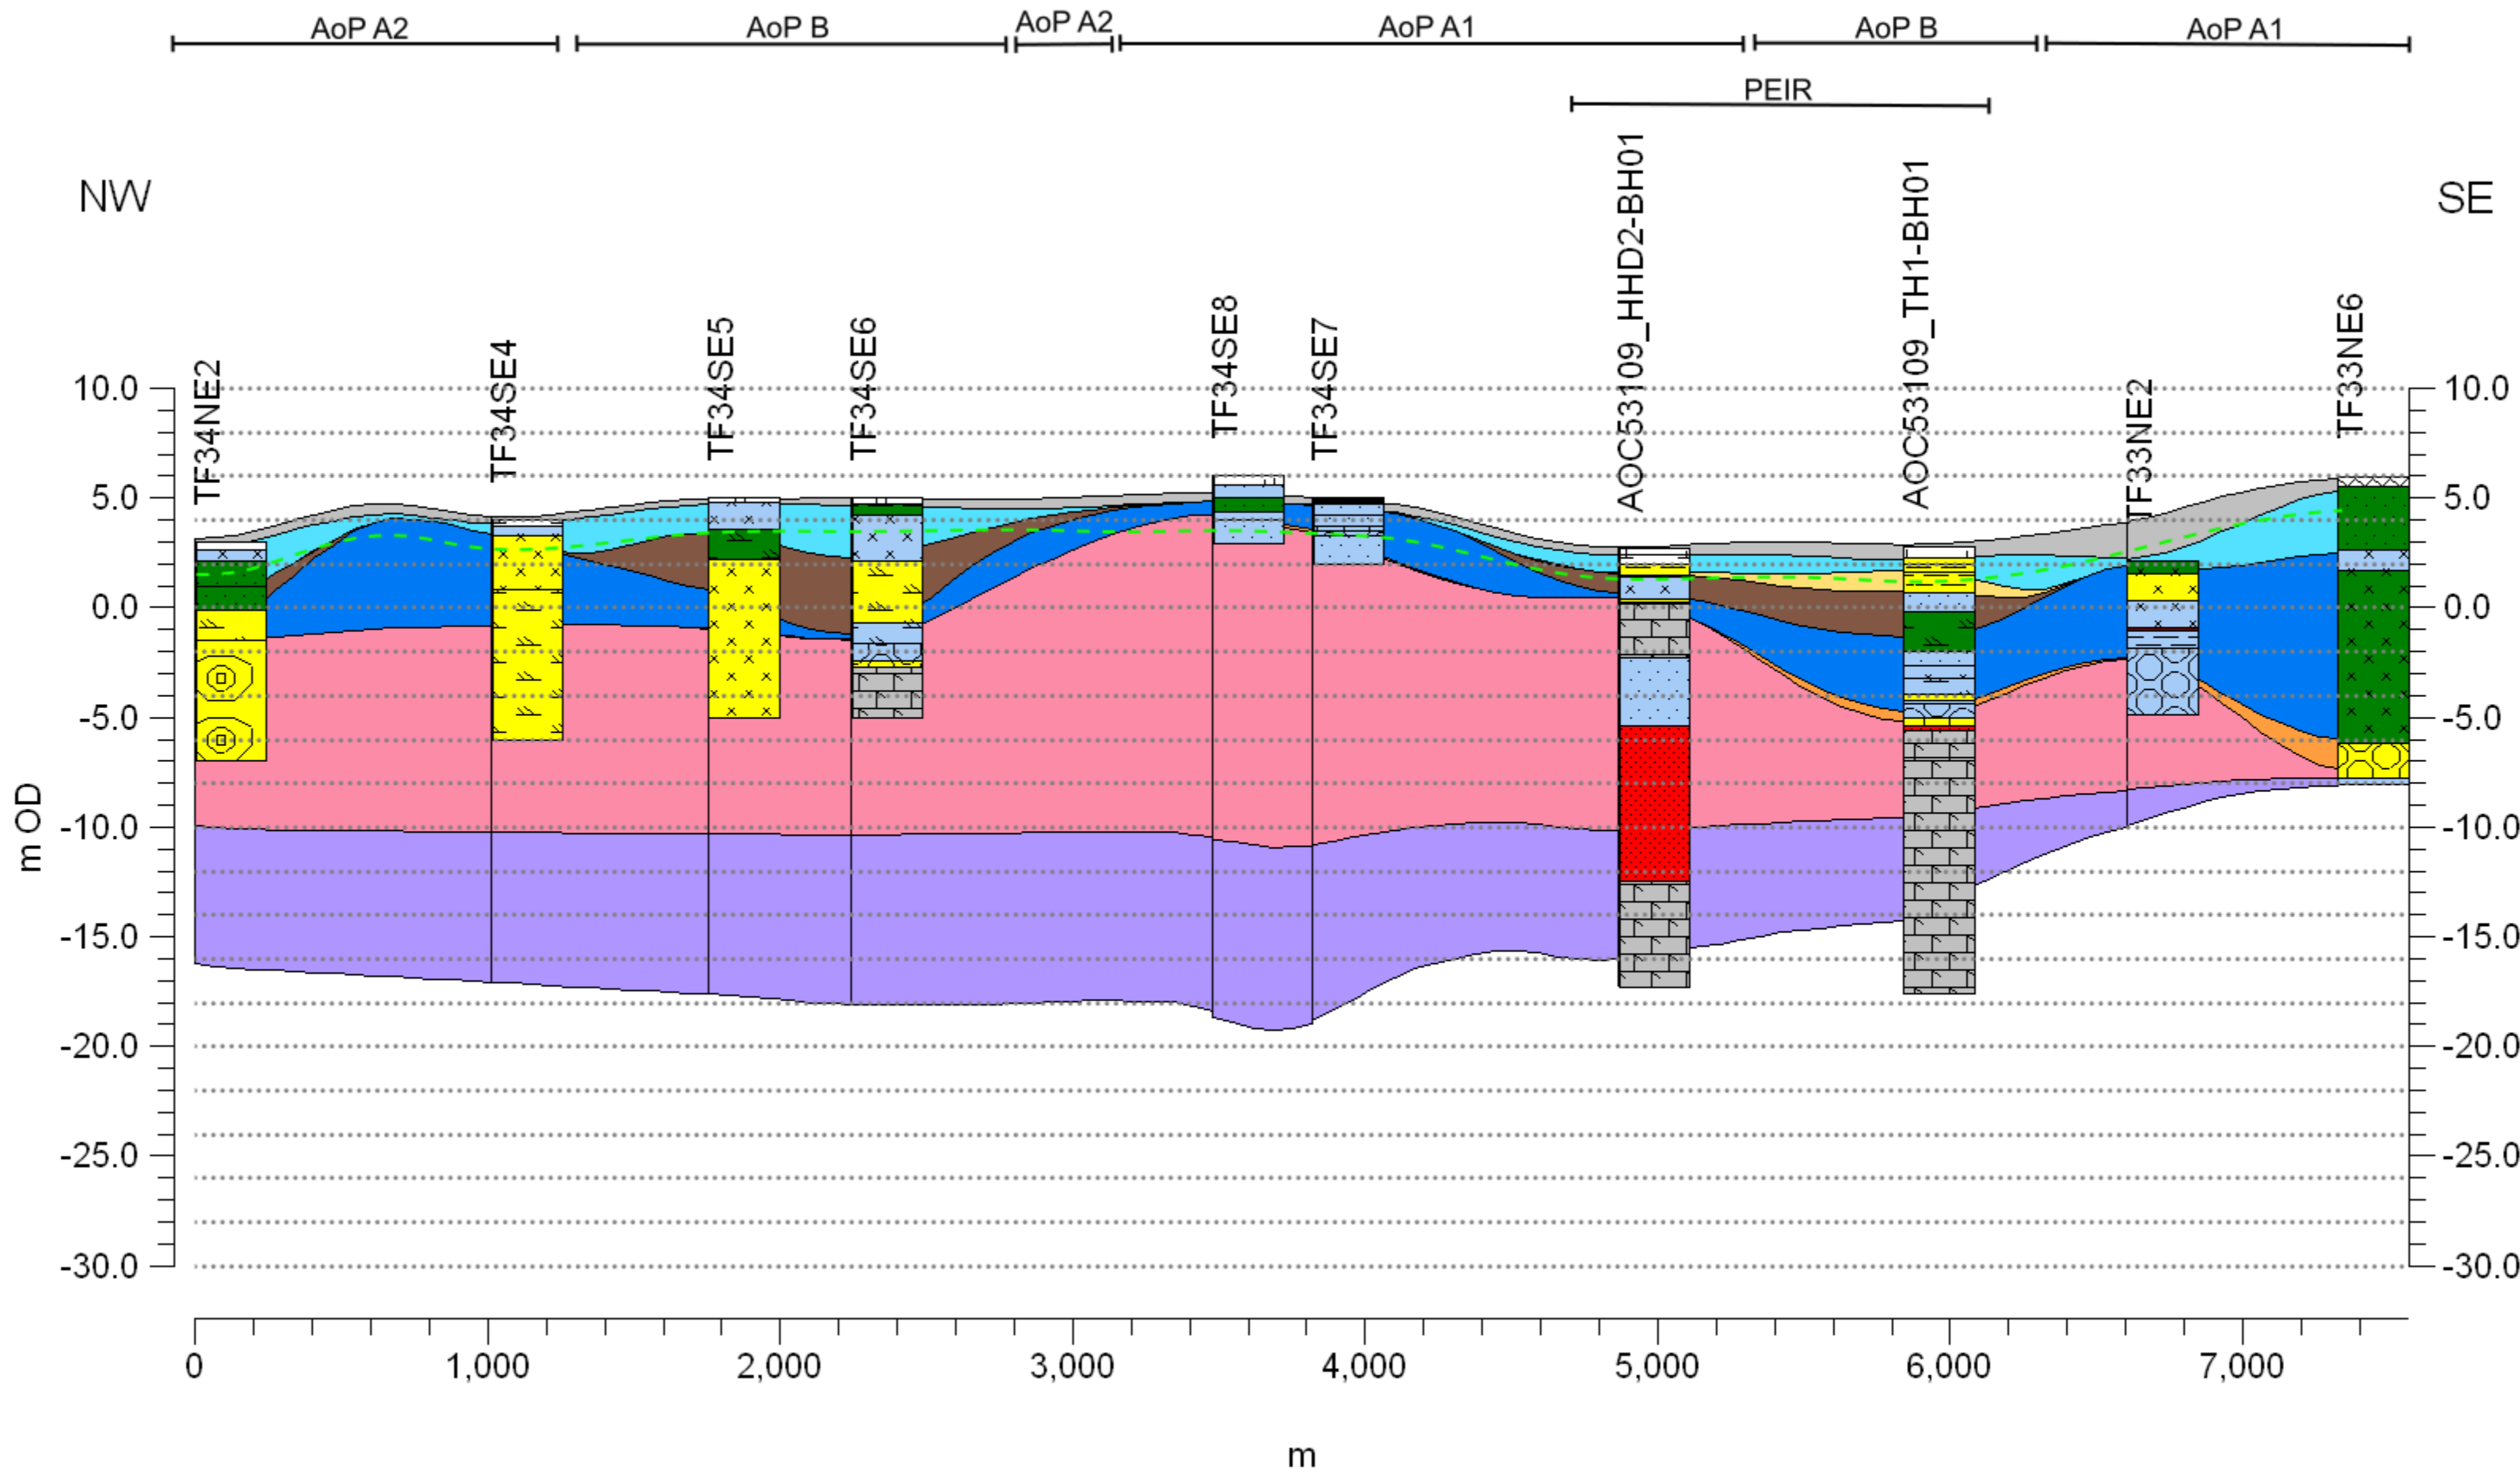 AoP A2
AoP B
AoP A2
AoP A1
AoP B
AoP A1
PEIR
NW
SE
TF34NE2
TF34SE4
TF34SE5
TF34SE6
TF34SE8
TF34SE7
AOC53109_HHD2-BH01
AOC53109_TH1-BH01
TF33NE2
TF33NE6
10.0
5.0
0.0
-5.0
-10.0
-15.0
-20.0
-25.0
-30.0
m OD
10.0
5.0
0.0
-5.0
-10.0
-15.0
-20.0
-25.0
-30.0
0 1,000 2,000 3,000 4,000 5,000 6,000 7,000
m